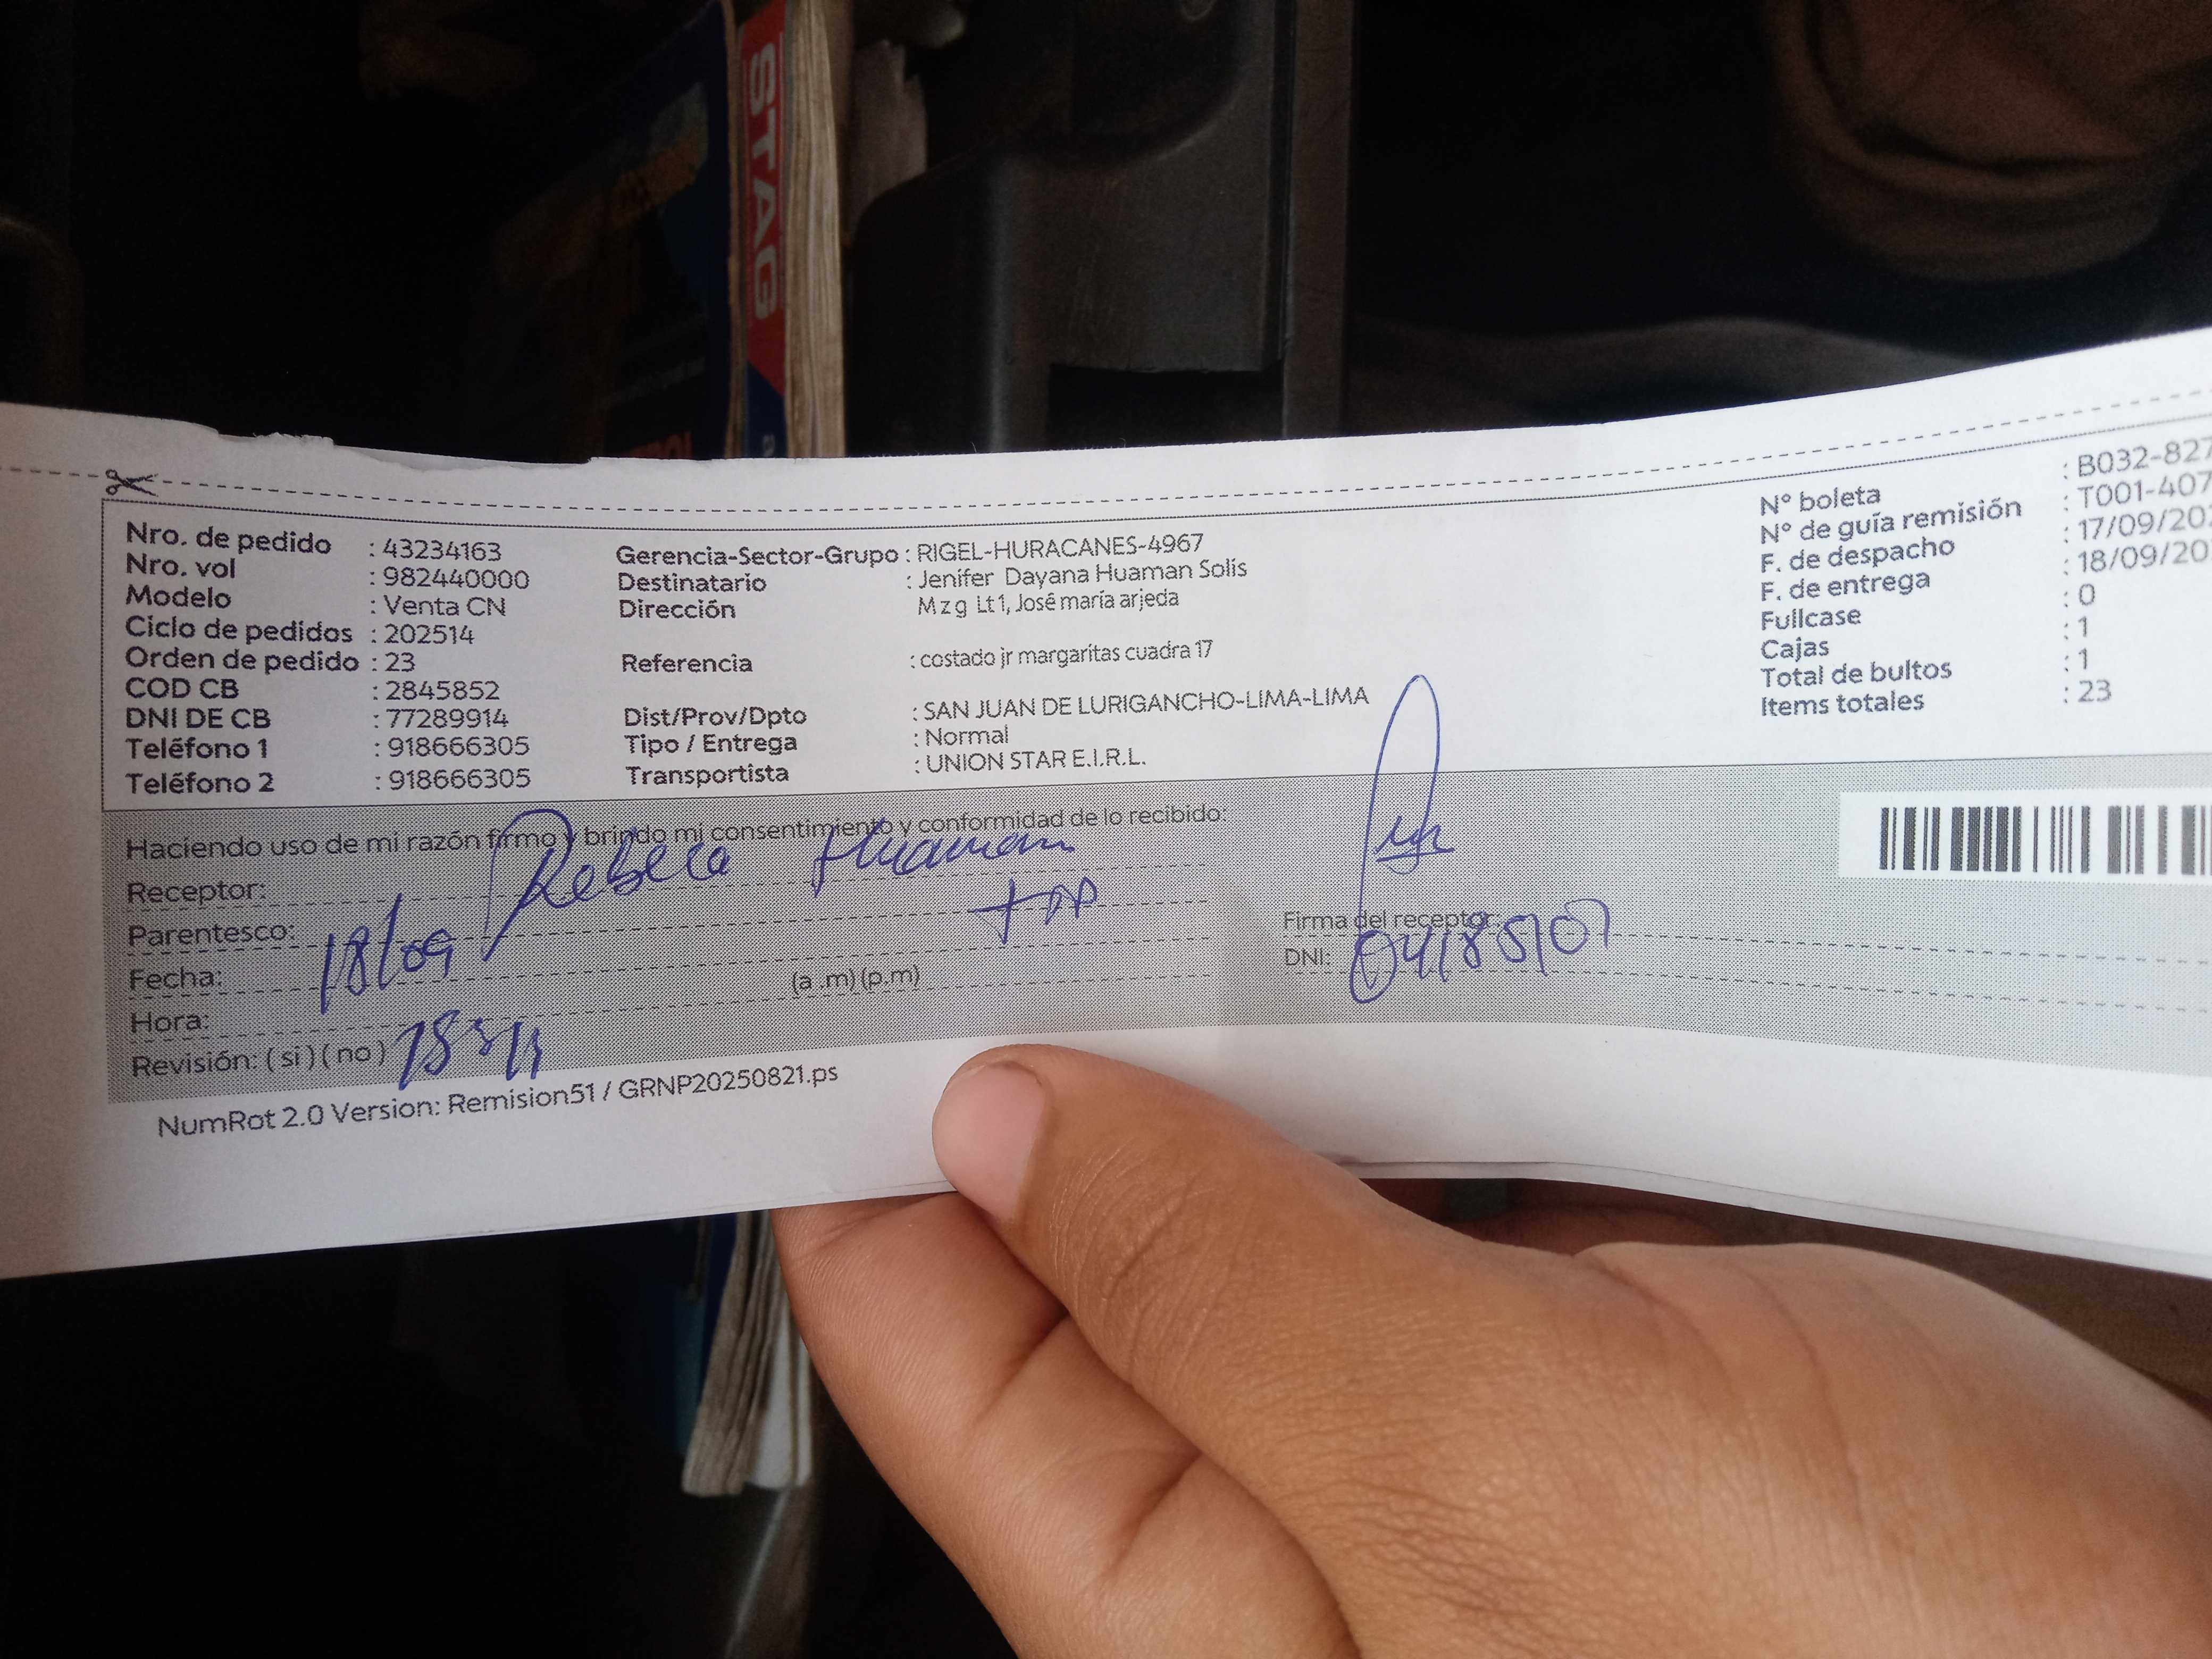 STAG
Nro. de pedido : 43234163
Nro. vol : 982440000
Modelo : Venta CN
Ciclo de pedidos : 202514
Orden de pedido : 23
COD CB : 2845852
DNI DE CB : 77289914
Teléfono 1 : 918666305
Teléfono 2 : 918666305
Gerencia-Sector-Grupo : RIGEL-HURACANES-4967
Destinatario : Jenifer Dayana Huaman Solis
Dirección M z g Lt 1, José maría arjeda
Referencia : costado jr margaritas cuadra 17
Dist/Prov/Dpto : SAN JUAN DE LURIGANCHO-LIMA-LIMA
Tipo / Entrega : Normal
Transportista : UNION STAR E.I.R.L.
N° boleta : B032-827
N° de guía remisión : T001-407
F. de despacho : 17/09/202
F. de entrega : 18/09/20
Fullcase : 0
Cajas : 1
Total de bultos : 1
Items totales : 23
Haciendo uso de mi razón firmo y brindo mi consentimiento y conformidad de lo recibido:
Receptor: Rebeca Huaman
Parentesco:
Fecha: 18/09
Hora: (a .m) (p.m)
Revisión: ( si ) ( no )
Firma del receptor:
DNI:
NumRot 2.0 Version: Remision51 / GRNP20250821.ps